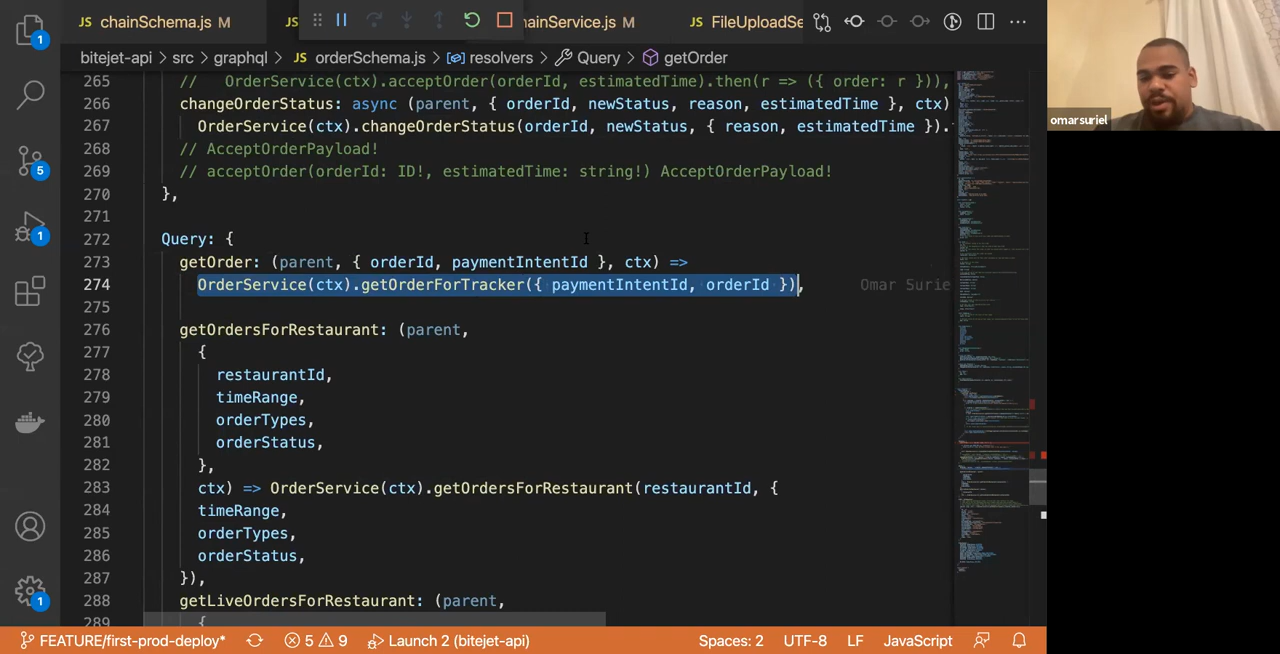 chainSchema.js M
JS
ainService.js M
JS FileUploadSe
bitejet-api > src > graphql > JS orderSchema.js > resolvers > Query > getOrder
265 // OrderService(ctx).acceptOrder(orderId, estimatedTime).then(r => ({ order: r })),
266 changeOrderStatus: async (parent, { orderId, newStatus, reason, estimatedTime }, ctx)
267 OrderService(ctx).changeOrderStatus(orderId, newStatus, { reason, estimatedTime }).
268 // AcceptOrderPayload!
269 // acceptOrder(orderId: ID!, estimatedTime: string!) AcceptOrderPayload!
270 },
271
272 Query: {
273 getOrder: (parent, { orderId, paymentIntentId }, ctx) =>
274 OrderService(ctx).getOrderForTracker({ paymentIntentId, orderId }), Omar Surie
275
276 getOrdersForRestaurant: (parent,
277 {
278 restaurantId,
279 timeRange,
280 orderTypes,
281 orderStatus,
282 },
283 ctx) => OrderService(ctx).getOrdersForRestaurant(restaurantId, {
284 timeRange,
285 orderTypes,
286 orderStatus,
287 }),
288 getLiveOrdersForRestaurant: (parent,
289 {
1
5
1
1
FEATURE/first-prod-deploy* 5 9 Launch 2 (bitejet-api) Spaces: 2 UTF-8 LF JavaScript
omarsuriel